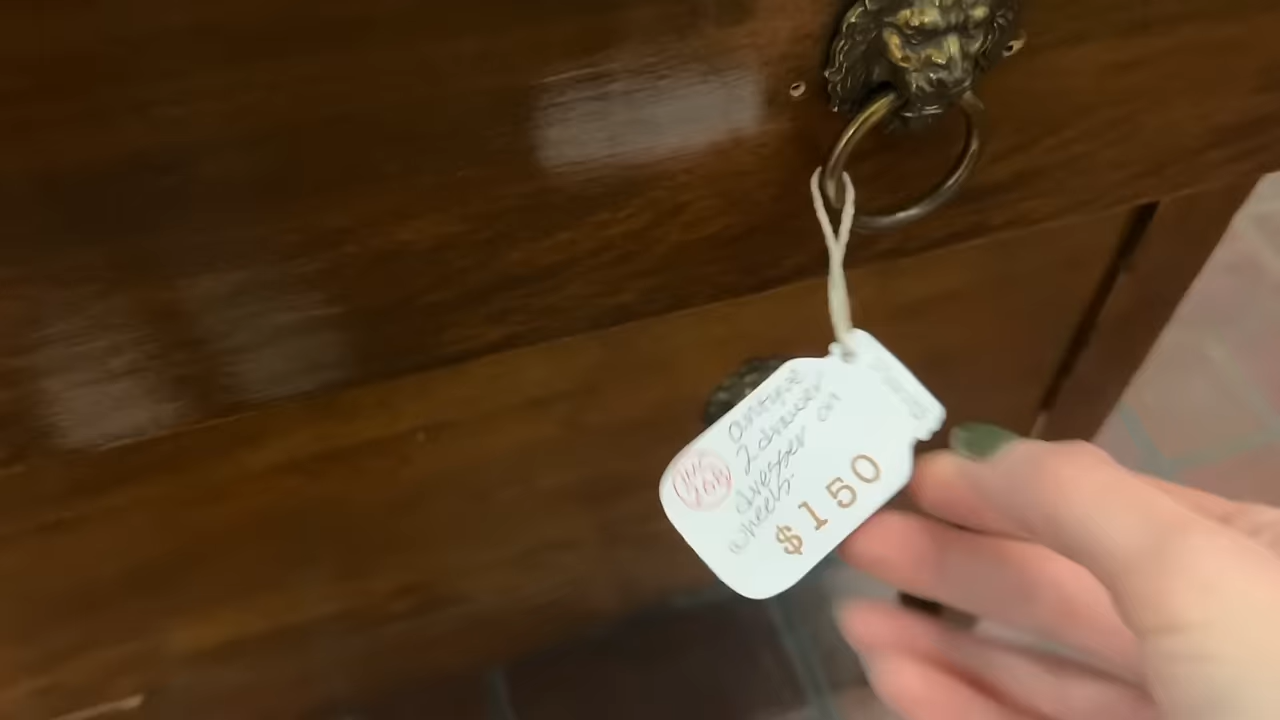 antique
2 drawer
dresser on
wheels.
$150